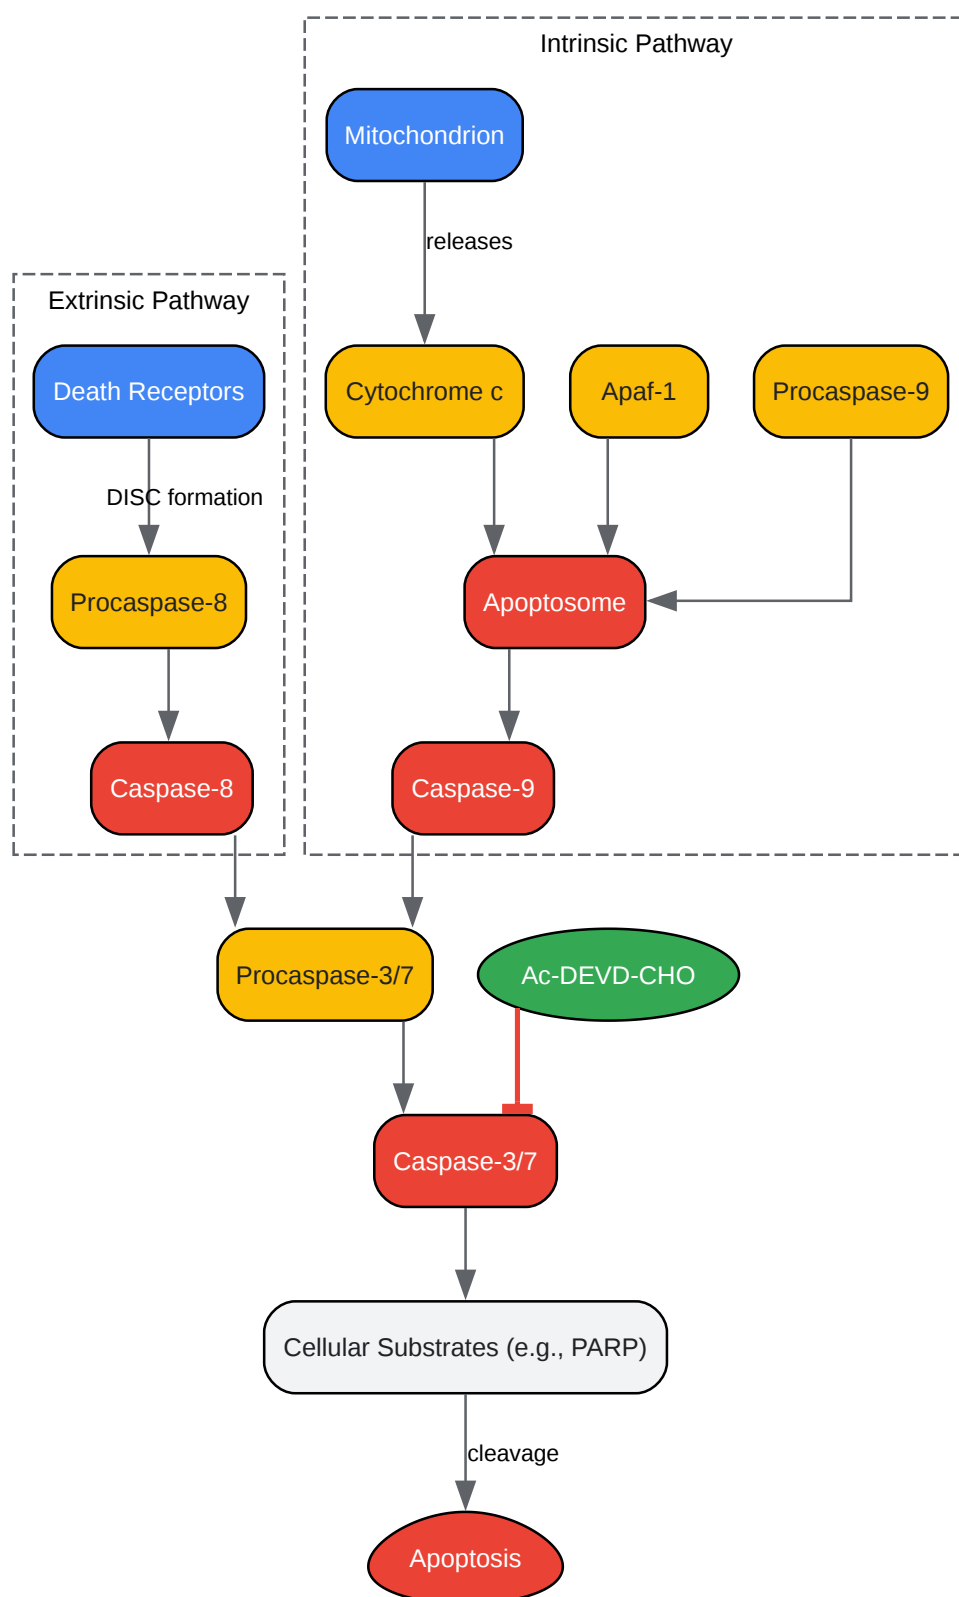 Intrinsic Pathway
Mitochondrion
releases
Extrinsic Pathway
Death Receptors
Cytochrome c
Apaf-1
Procaspase-9
DISC formation
Procaspase-8
Apoptosome
Caspase-8
Caspase-9
Procaspase-3/7
Ac-DEVD-CHO
Caspase-3/7
Cellular Substrates (e.g., PARP)
cleavage
Apoptosis